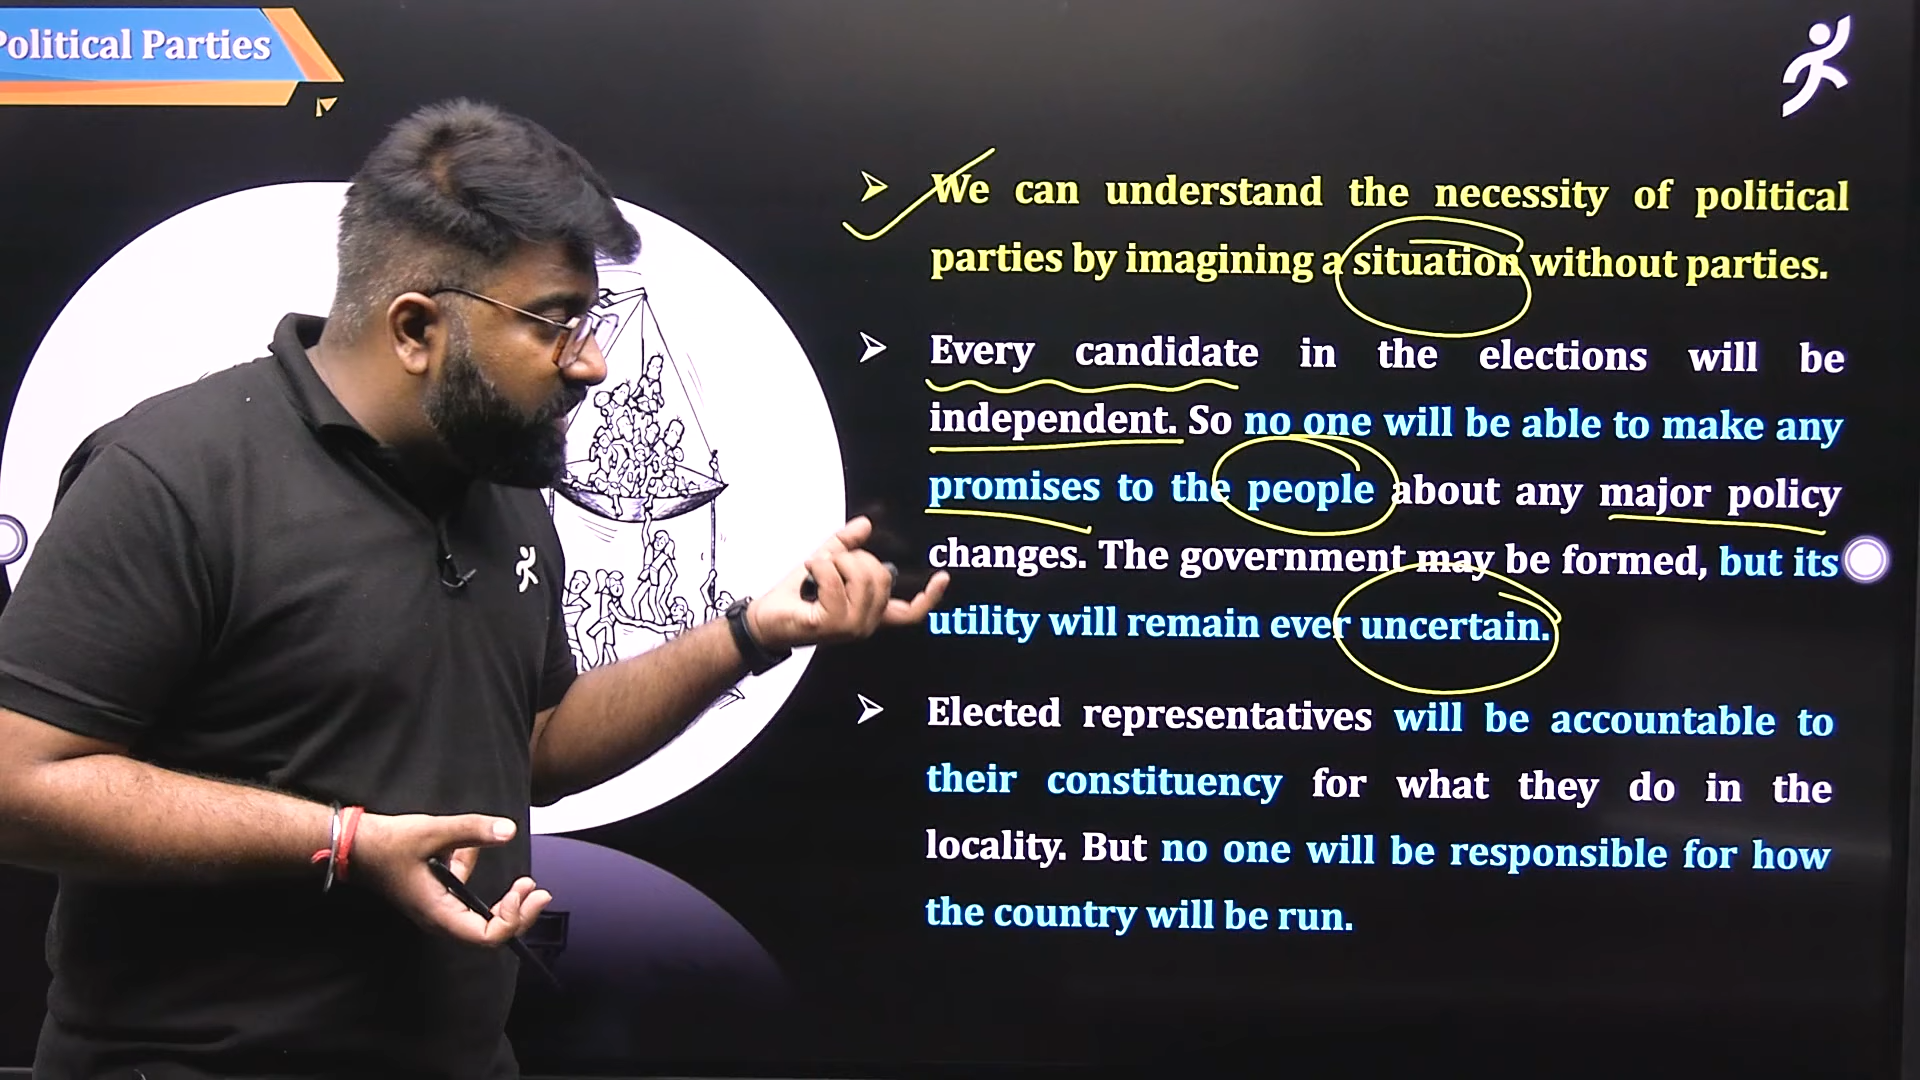 Political Parties
➢ We can understand the necessity of political
parties by imagining a situation without parties.
➢ Every candidate in the elections will be
independent. So no one will be able to make any
promises to the people about any major policy
changes. The government may be formed, but its
utility will remain ever uncertain.
➢ Elected representatives will be accountable to
their constituency for what they do in the
locality. But no one will be responsible for how
the country will be run.